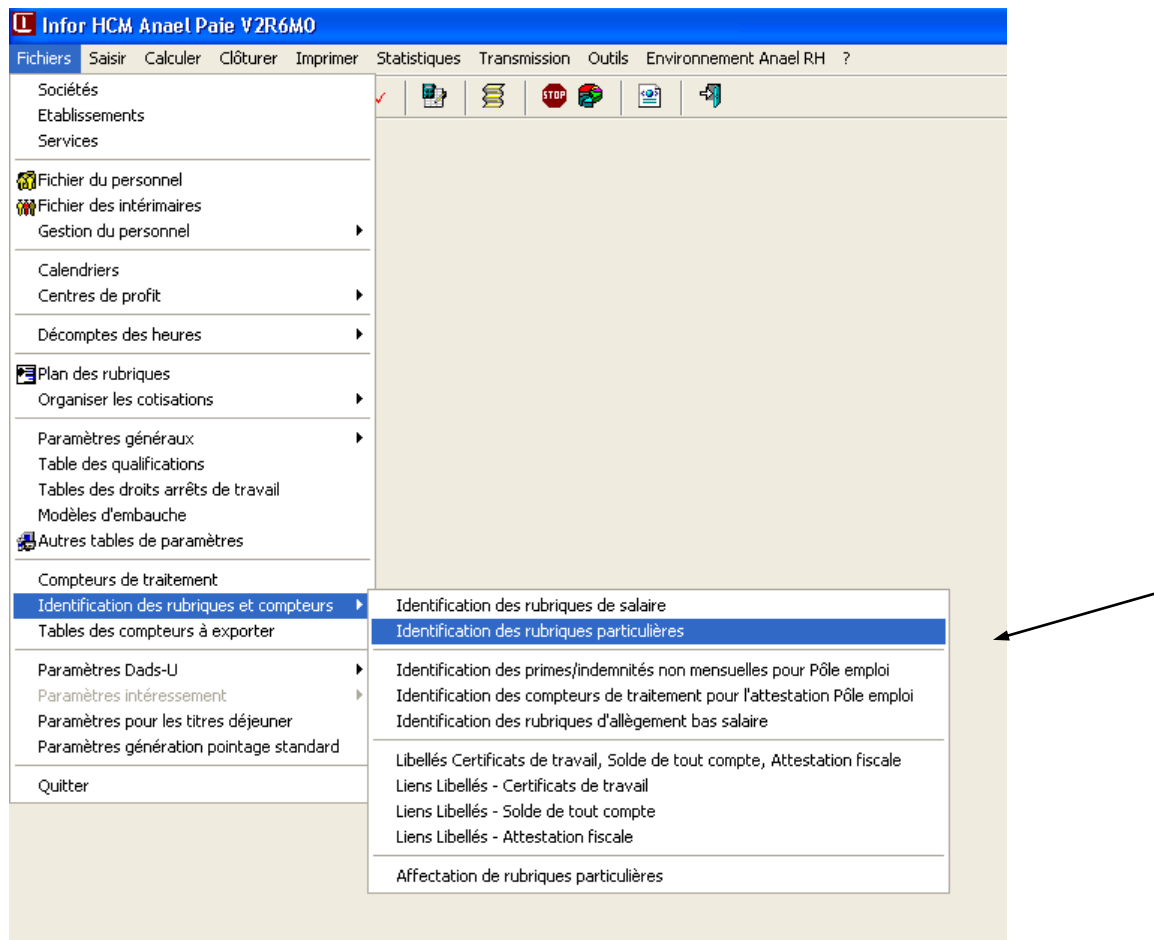 Infor HCM Anael Paie V2R6M0
Fichiers Saisir Calculer Clôturer Imprimer Statistiques Transmission Outils Environnement Anael RH ?
STOP
Sociétés
Etablissements
Services
Fichier du personnel
Fichier des intérimaires
Gestion du personnel
Calendriers
Centres de profit
Décomptes des heures
Plan des rubriques
Organiser les cotisations
Paramètres généraux
Table des qualifications
Tables des droits arrêts de travail
Modèles d'embauche
Autres tables de paramètres
Compteurs de traitement
Identification des rubriques et compteurs
Tables des compteurs à exporter
Paramètres Dads-U
Paramètres intéressement
Paramètres pour les titres déjeuner
Paramètres génération pointage standard
Quitter
Identification des rubriques de salaire
Identification des rubriques particulières
Identification des primes/indemnités non mensuelles pour Pôle emploi
Identification des compteurs de traitement pour l'attestation Pôle emploi
Identification des rubriques d'allègement bas salaire
Libellés Certificats de travail, Solde de tout compte, Attestation fiscale
Liens Libellés - Certificats de travail
Liens Libellés - Solde de tout compte
Liens Libellés - Attestation fiscale
Affectation de rubriques particulières